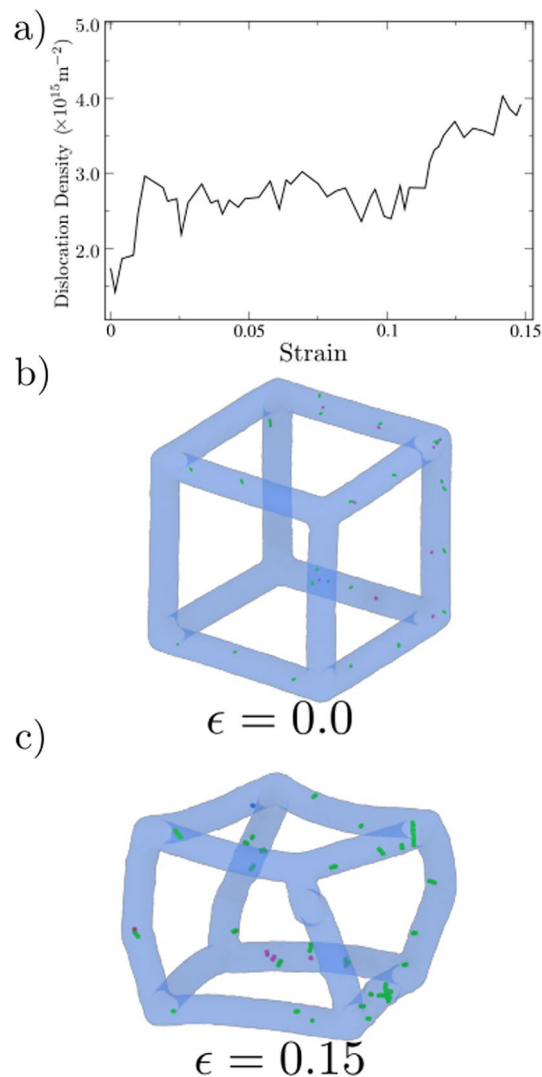 a)
Dislocation Density (×10¹⁵m⁻²)
5.0
4.0
3.0
2.0
0
0.05
0.1
0.15
Strain
b)
ϵ = 0.0
c)
ϵ = 0.15